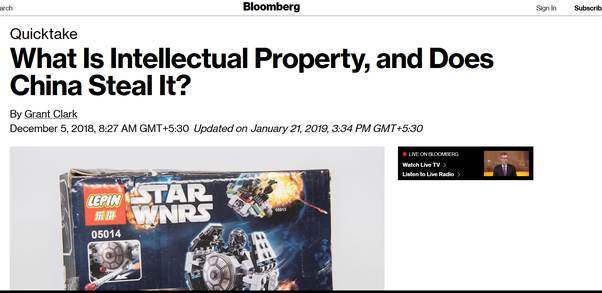 arch
Bloomberg
Sign In
Subscrib
Quicktake
What Is Intellectual Property, and Does
China Steal It?
By Grant Clark
December 5, 2018, 8:27 AM GMT+5:30 Updated on January 21, 2019, 3:34 PM GMT+5:30
LIVE ON BLOOMBERG
Watch Live TV
Listen to Live Radio
LEPIN
乐拼
STAR
WNRS
05014
05013